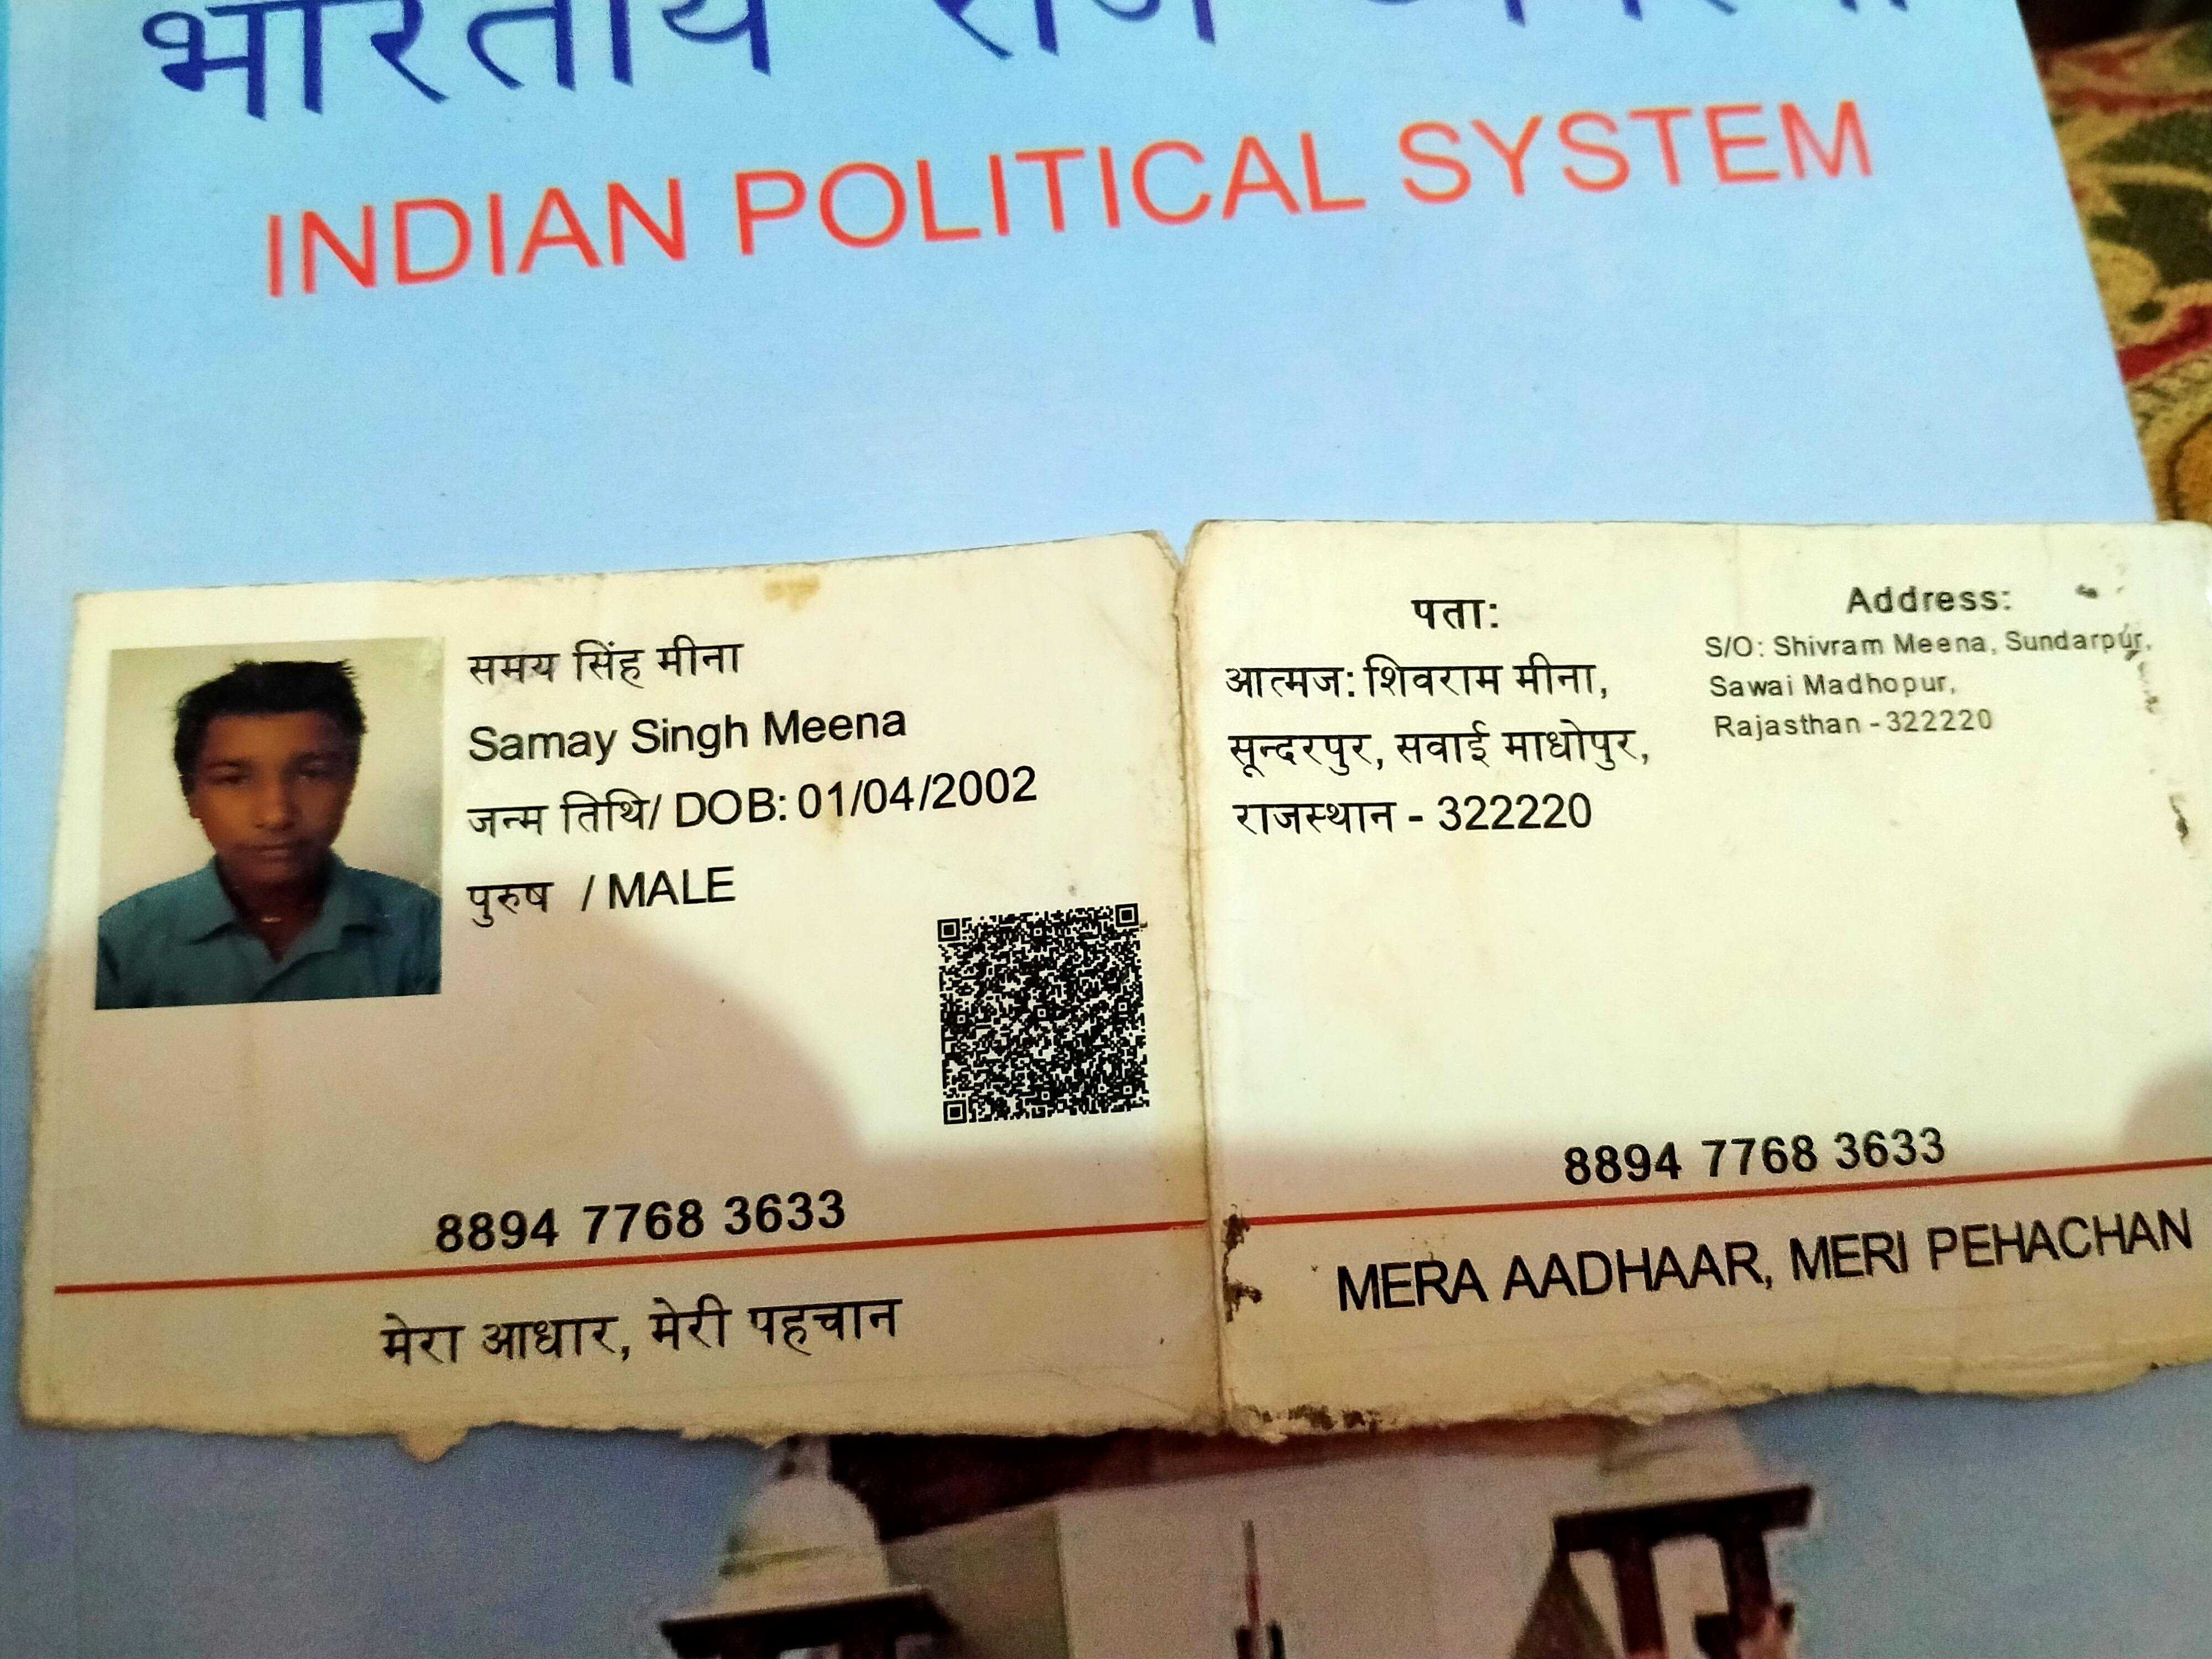 भारतीय राज
INDIAN POLITICAL SYSTEM
समय सिंह मीना
Samay Singh Meena
जन्म तिथि/ DOB: 01/04/2002
पुरुष / MALE
8894 7768 3633
मेरा आधार, मेरी पहचान
पता:
आत्मज: शिवराम मीना,
सून्दरपुर, सवाई माधोपुर,
राजस्थान - 322220
Address:
S/O: Shivram Meena, Sundarpur,
Sawai Madhopur,
Rajasthan - 322220
8894 7768 3633
MERA AADHAAR, MERI PEHACHAN